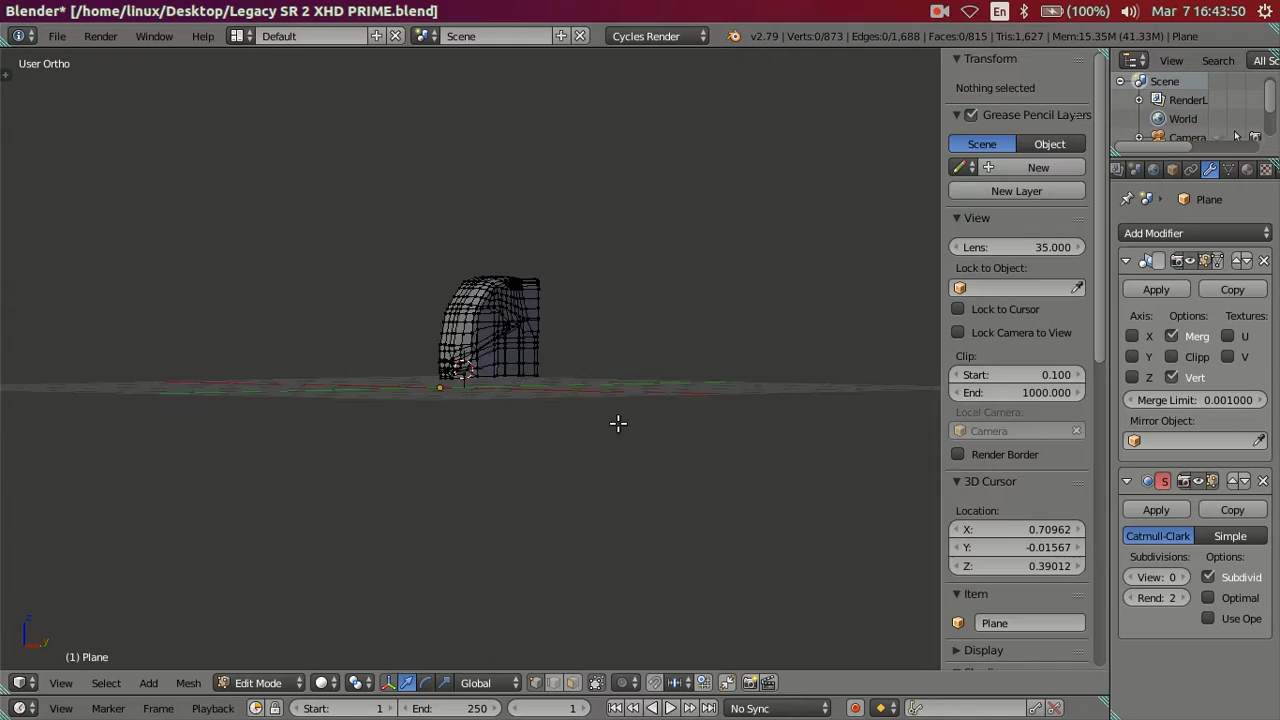 Blender* [/home/linux/Desktop/Legacy SR 2 XHD PRIME.blend]
En (100%) Mar 7 16:43:50
File Render Window Help Default Scene Cycles Render v2.79 | Verts:0/873 | Edges:0/1,688 | Faces:0/815 | Tris:1,627 | Mem:15.35M (41.33M) | Plane
User Ortho
Transform
Nothing selected
Grease Pencil Layers
Scene Object
New
New Layer
View
Lens: 35.000
Lock to Object:
Lock to Cursor
Lock Camera to View
Clip:
Start: 0.100
End: 1000.000
Local Camera:
Camera
Render Border
3D Cursor
Location:
X: 0.70962
Y: -0.01567
Z: 0.39012
Item
Plane
Display
View Search All Sc
Scene
RenderL
World
Camera
Plane
Add Modifier
Apply Copy
Axis: Options: Textures:
X Merg U
Y Clipp V
Z Vert
Merge Limit: 0.001000
Mirror Object:
S
Apply Copy
Catmull-Clark Simple
Subdivisions: Options:
View: 0 Subdivid
Rend: 2 Optimal
Use Ope
z
y
(1) Plane
View Select Add Mesh Edit Mode Global
View Marker Frame Playback Start: 1 End: 250 1 No Sync